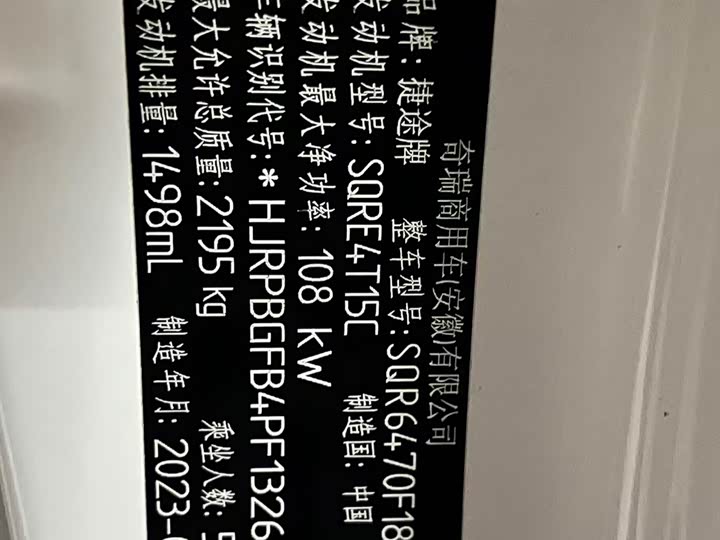 奇瑞商用车(安徽)有限公司
品牌: 捷途牌 整车型号:SQR6470F18
发动机型号: SQRE4T15C 制造国: 中国
发动机最大净功率: 108 kW
车辆识别代号:*HJRPBGFB4PF1326
最大允许总质量: 2195 kg 乘坐人数: 5
发动机排量: 1498mL 制造年月: 2023-